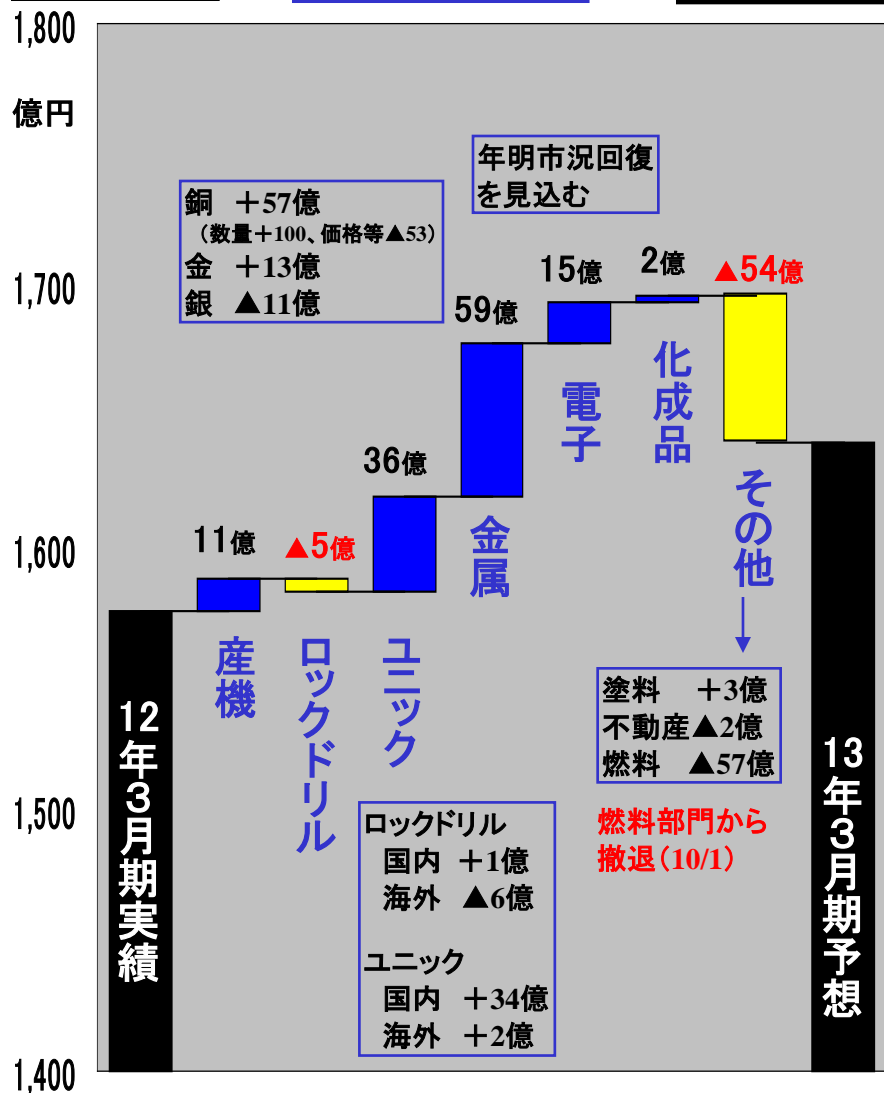 1,800
億円
1,700
1,600
1,500
1,400
銅 +57億
(数量+100、価格等▲53)
金 +13億
銀 ▲11億
年明市況回復
を見込む
11億
▲5億
36億
59億
15億
2億
▲54億
産機
ロックドリル
ユニック
金属
電子
化成品
その他
塗料 +3億
不動産▲2億
燃料 ▲57億
燃料部門から
撤退(10/1)
ロックドリル
国内 +1億
海外 ▲6億
ユニック
国内 +34億
海外 +2億
12年3月期実績
13年3月期予想